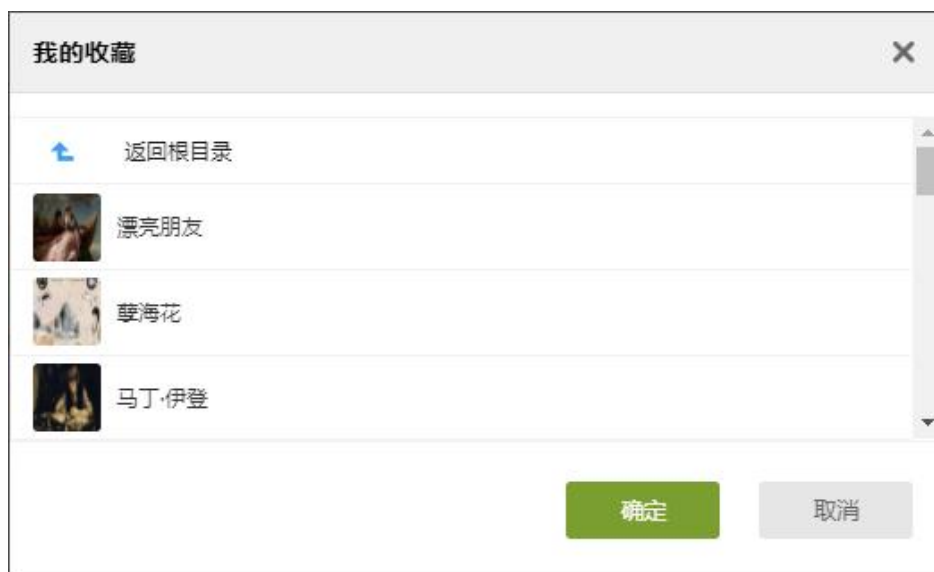 我的收藏
返回根目录
漂亮朋友
孽海花
马丁·伊登
确定
取消